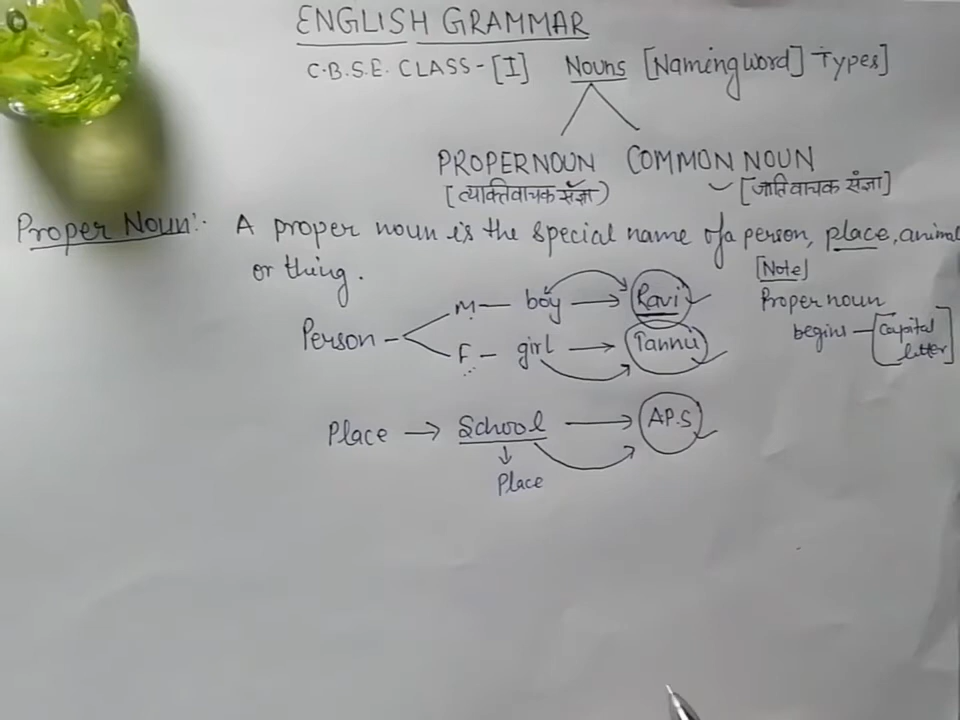 ENGLISH GRAMMAR
C.B.S.E. CLASS-[I] Nouns [Naming word] Types]
PROPER NOUN COMMON NOUN
[व्यक्तिवाचक संज्ञा) [जातिवाचक संज्ञा]
Proper Noun:- A proper noun is the special name of a person, place, animal
or thing.
[Note]
Proper noun
begins - [Capital
letter]
Person - M - boy → Ravi
F - girl → Tannu
Place → School → A.P.S
↓
Place